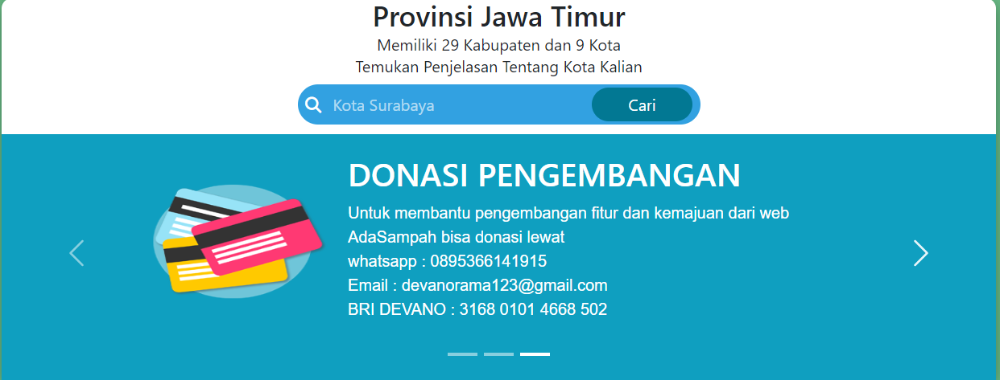 Provinsi Jawa Timur
Memiliki 29 Kabupaten dan 9 Kota
Temukan Penjelasan Tentang Kota Kalian
Kota Surabaya Cari
DONASI PENGEMBANGAN
Untuk membantu pengembangan fitur dan kemajuan dari web
AdaSampah bisa donasi lewat
whatsapp : 0895366141915
Email : devanorama123@gmail.com
BRI DEVANO : 3168 0101 4668 502